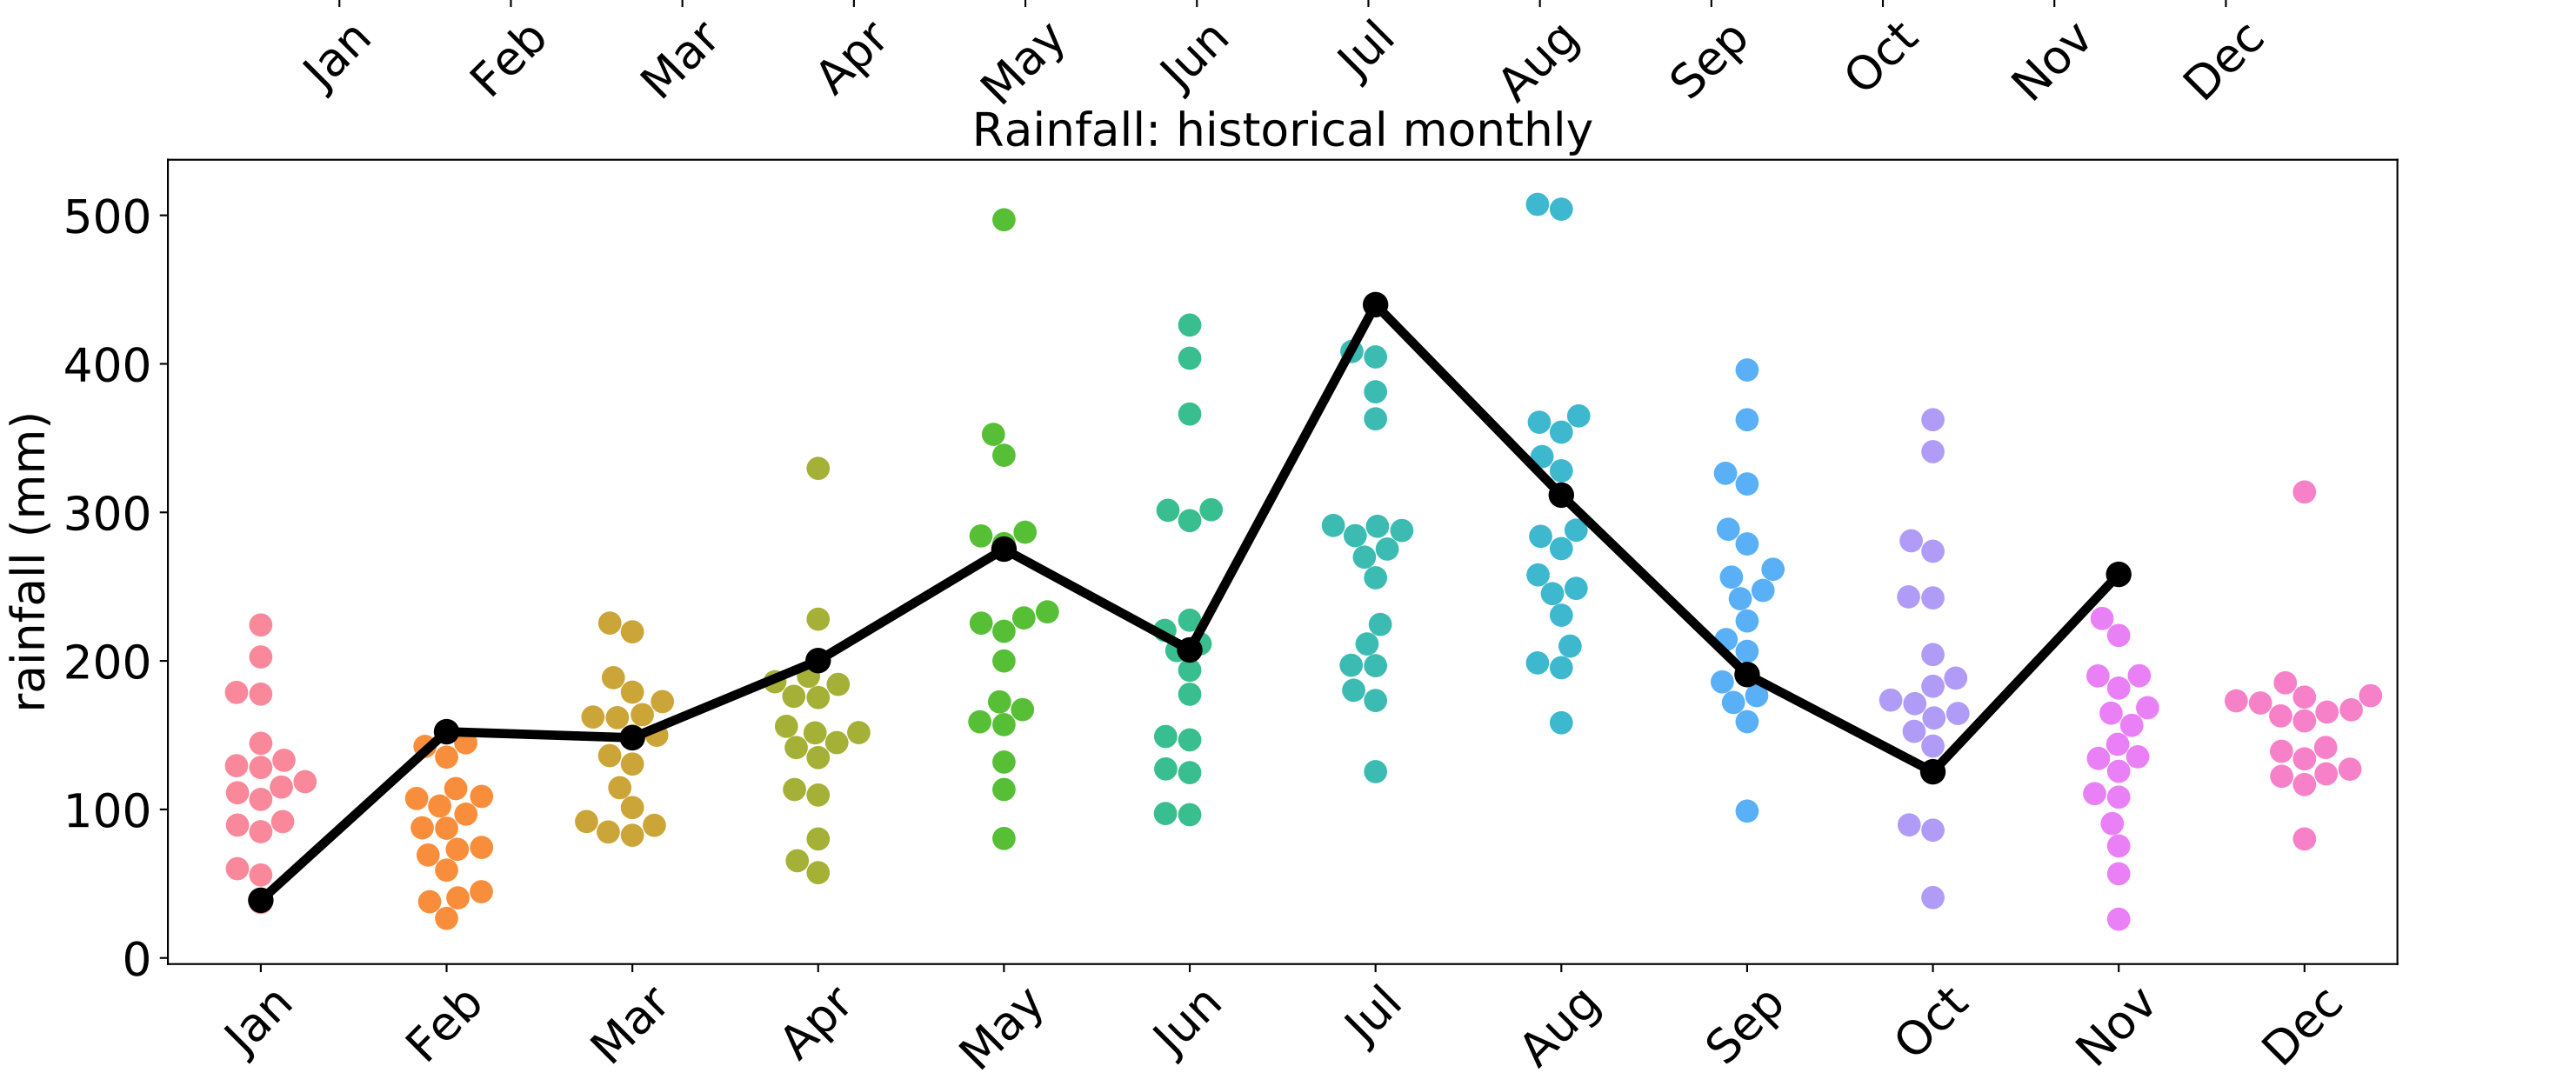 Jan Feb Mar Apr May Jun Jul Aug Sep Oct Nov Dec
Rainfall: historical monthly
rainfall (mm)
500
400
300
200
100
0
Jan Feb Mar Apr May Jun Jul Aug Sep Oct Nov Dec